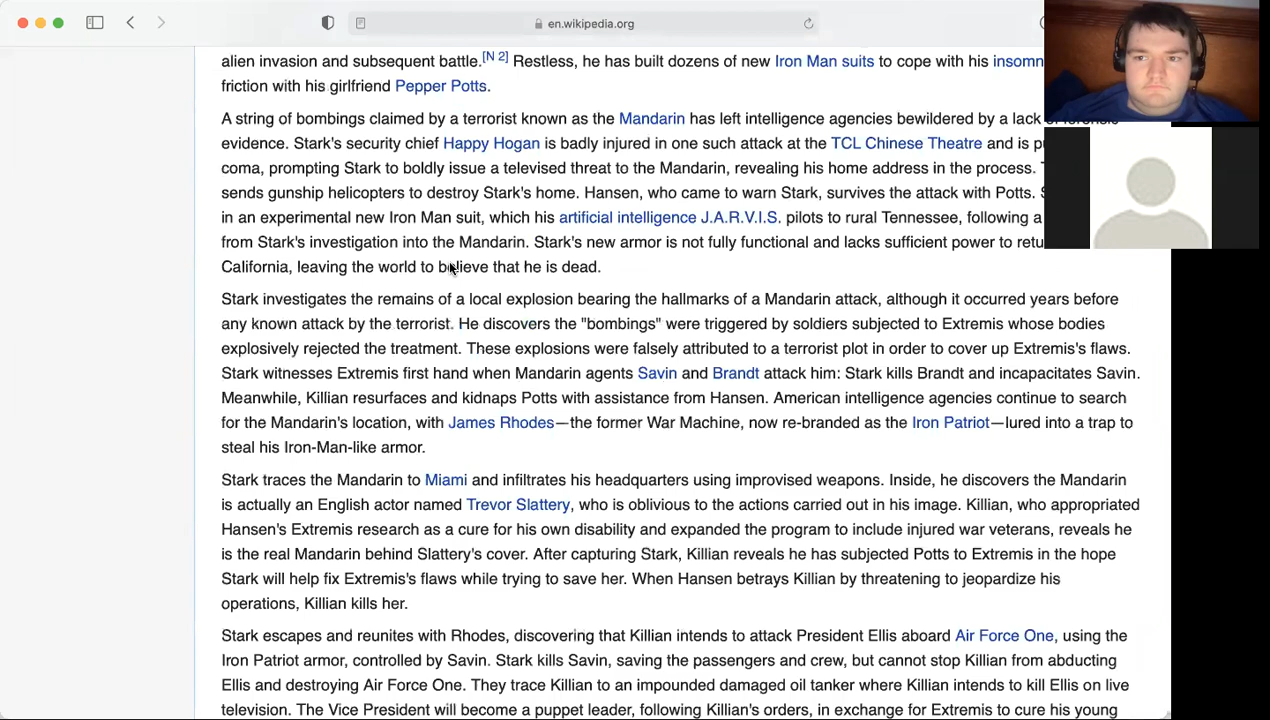 en.wikipedia.org
alien invasion and subsequent battle.[N 2] Restless, he has built dozens of new Iron Man suits to cope with his
friction with his girlfriend Pepper Potts.
A string of bombings claimed by a terrorist known as the Mandarin has left intelligence agencies bewildered by a lack
evidence. Stark's security chief Happy Hogan is badly injured in one such attack at the TCL Chinese Theatre and is
coma, prompting Stark to boldly issue a televised threat to the Mandarin, revealing his home address in the process.
sends gunship helicopters to destroy Stark's home. Hansen, who came to warn Stark, survives the attack with Potts.
in an experimental new Iron Man suit, which his artificial intelligence J.A.R.V.I.S. pilots to rural Tennessee, following a
from Stark's investigation into the Mandarin. Stark's new armor is not fully functional and lacks sufficient power to
California, leaving the world to believe that he is dead.
Stark investigates the remains of a local explosion bearing the hallmarks of a Mandarin attack, although it occurred years before
any known attack by the terrorist. He discovers the "bombings" were triggered by soldiers subjected to Extremis whose bodies
explosively rejected the treatment. These explosions were falsely attributed to a terrorist plot in order to cover up Extremis's flaws.
Stark witnesses Extremis first hand when Mandarin agents Savin and Brandt attack him: Stark kills Brandt and incapacitates Savin.
Meanwhile, Killian resurfaces and kidnaps Potts with assistance from Hansen. American intelligence agencies continue to search
for the Mandarin's location, with James Rhodes—the former War Machine, now re-branded as the Iron Patriot—lured into a trap to
steal his Iron-Man-like armor.
Stark traces the Mandarin to Miami and infiltrates his headquarters using improvised weapons. Inside, he discovers the Mandarin
is actually an English actor named Trevor Slattery, who is oblivious to the actions carried out in his image. Killian, who appropriated
Hansen's Extremis research as a cure for his own disability and expanded the program to include injured war veterans, reveals he
is the real Mandarin behind Slattery's cover. After capturing Stark, Killian reveals he has subjected Potts to Extremis in the hope
Stark will help fix Extremis's flaws while trying to save her. When Hansen betrays Killian by threatening to jeopardize his
operations, Killian kills her.
Stark escapes and reunites with Rhodes, discovering that Killian intends to attack President Ellis aboard Air Force One, using the
Iron Patriot armor, controlled by Savin. Stark kills Savin, saving the passengers and crew, but cannot stop Killian from abducting
Ellis and destroying Air Force One. They trace Killian to an impounded damaged oil tanker where Killian intends to kill Ellis on live
television. The Vice President will become a puppet leader, following Killian's orders, in exchange for Extremis to cure his young